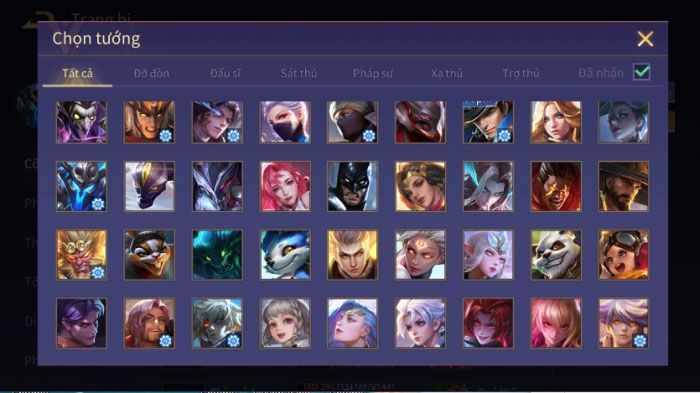 Trang bị
Chọn tướng
Tất cả
Đỡ đòn
Đấu sĩ
Sát thủ
Pháp sư
Xạ thủ
Trợ thủ
Đã nhận